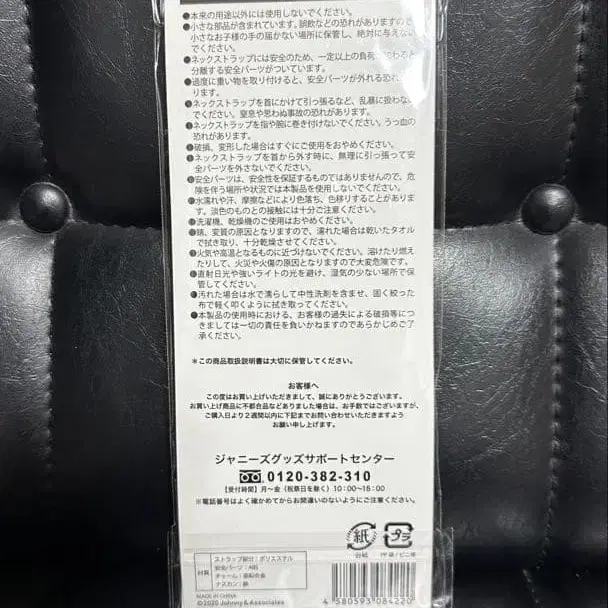 ●本来の用途以外には使用しないでください。
●小さな部品が含まれています。誤飲などの恐れがありますので
小さなお子様の手の届かない場所に保管し、絶対に与えない
でください。
●ネックストラップには安全のため、一定以上の負荷がかかると
分離する安全パーツがついています。
●過度に重い物を取り付けると、安全パーツが外れる恐れ
ります。
●ネックストラップを首にかけて引っ張るなど、乱暴に扱わな
でください。窒息や思わぬ事故の恐れがあります。
●ネックストラップを指や腕に巻き付けないでください。うっ血の
恐れがあります。
●破損、変形した場合はすぐにご使用をおやめください。
●ネックストラップを首から外す時に、無理に引っ張って安
全パーツを外さないでください。
●安全パーツは、安全性を保証するものではありません。危
険を伴う場所や状況では本製品を使用しないでください。
●水濡れや汗、摩擦などにより色落ち、色移りすることがありま
す。淡色のものとの接触には十分ご注意ください。
●洗濯機、乾燥機のご使用はおやめください。
●錆、変質の原因となりますので、濡れた場合は乾いたタオル
で拭き取り、十分乾燥させてください。
●火気や高温となるものに近づけないでください。溶けたり燃え
たりして、火災や火傷の原因となりますので大変危険です。
●直射日光や強いライトの光を避け、湿気の少ない場所で保
管してください。
●汚れた場合は水で濡らして中性洗剤を含ませ、固く絞った
布で軽く叩くように拭き取ってください。
●本製品の使用時における、お客様の過失による破損等につ
きましては一切の責任を負いかねますのであらかじめご了
承ください。
＊この商品取扱説明書は大切に保管してください。
お客様へ
この度はお買い上げいただきまして、誠にありがとうございます。
お買い上げ商品に不都合品などありました場合は、お手数ではございますが、
ご購入日より２週間以内に下記までお問い合わせいただきますよう
お願い申し上げます。
ジャニーズグッズサポートセンター
0120-382-310
【受付時間】月～金（祝祭日を除く）10：00～16：00
※電話番号はよく確かめてからお間違いのないようにご注意ください。
紙 プラ
台紙 PP袋/ビニ袋
材質
ストラップ部分：ポリエステル
安全パーツ：ABS
チャーム：亜鉛合金
ナスカン：鉄
MADE IN CHINA
©2020 Johnny & Associates
4 580593 084220